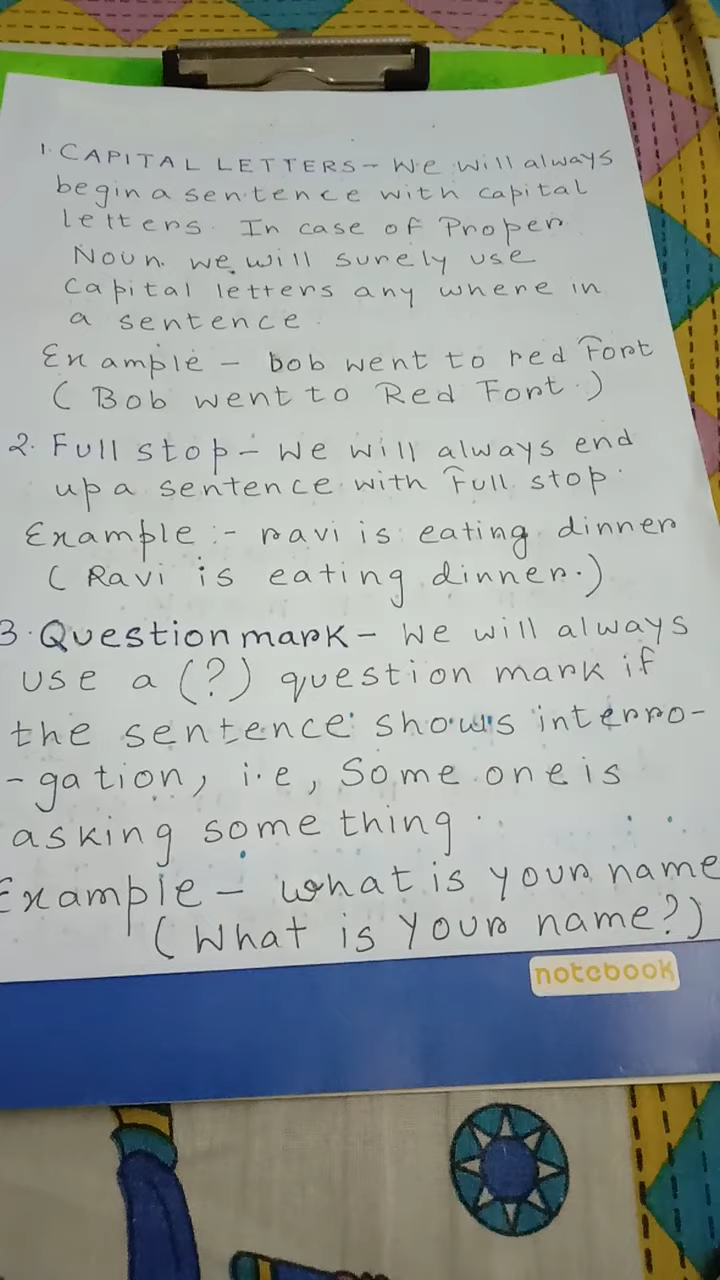 1. CAPITAL LETTERS - We will always
begin a sentence with capital
letters. In case of Proper
Noun. we will surely use
Capital letters any where in
a sentence.
Example - bob went to red Fort
( Bob went to Red Fort. )
2. Full stop - We will always end
up a sentence with Full stop.
Example :- ravi is eating dinner
( Ravi is eating dinner. )
3. Question mark - We will always
use a (?) question mark if
the sentence shows interro-
-gation, i.e, Some one is
asking some thing.
Example - what is your name
( What is your name? )
notebook